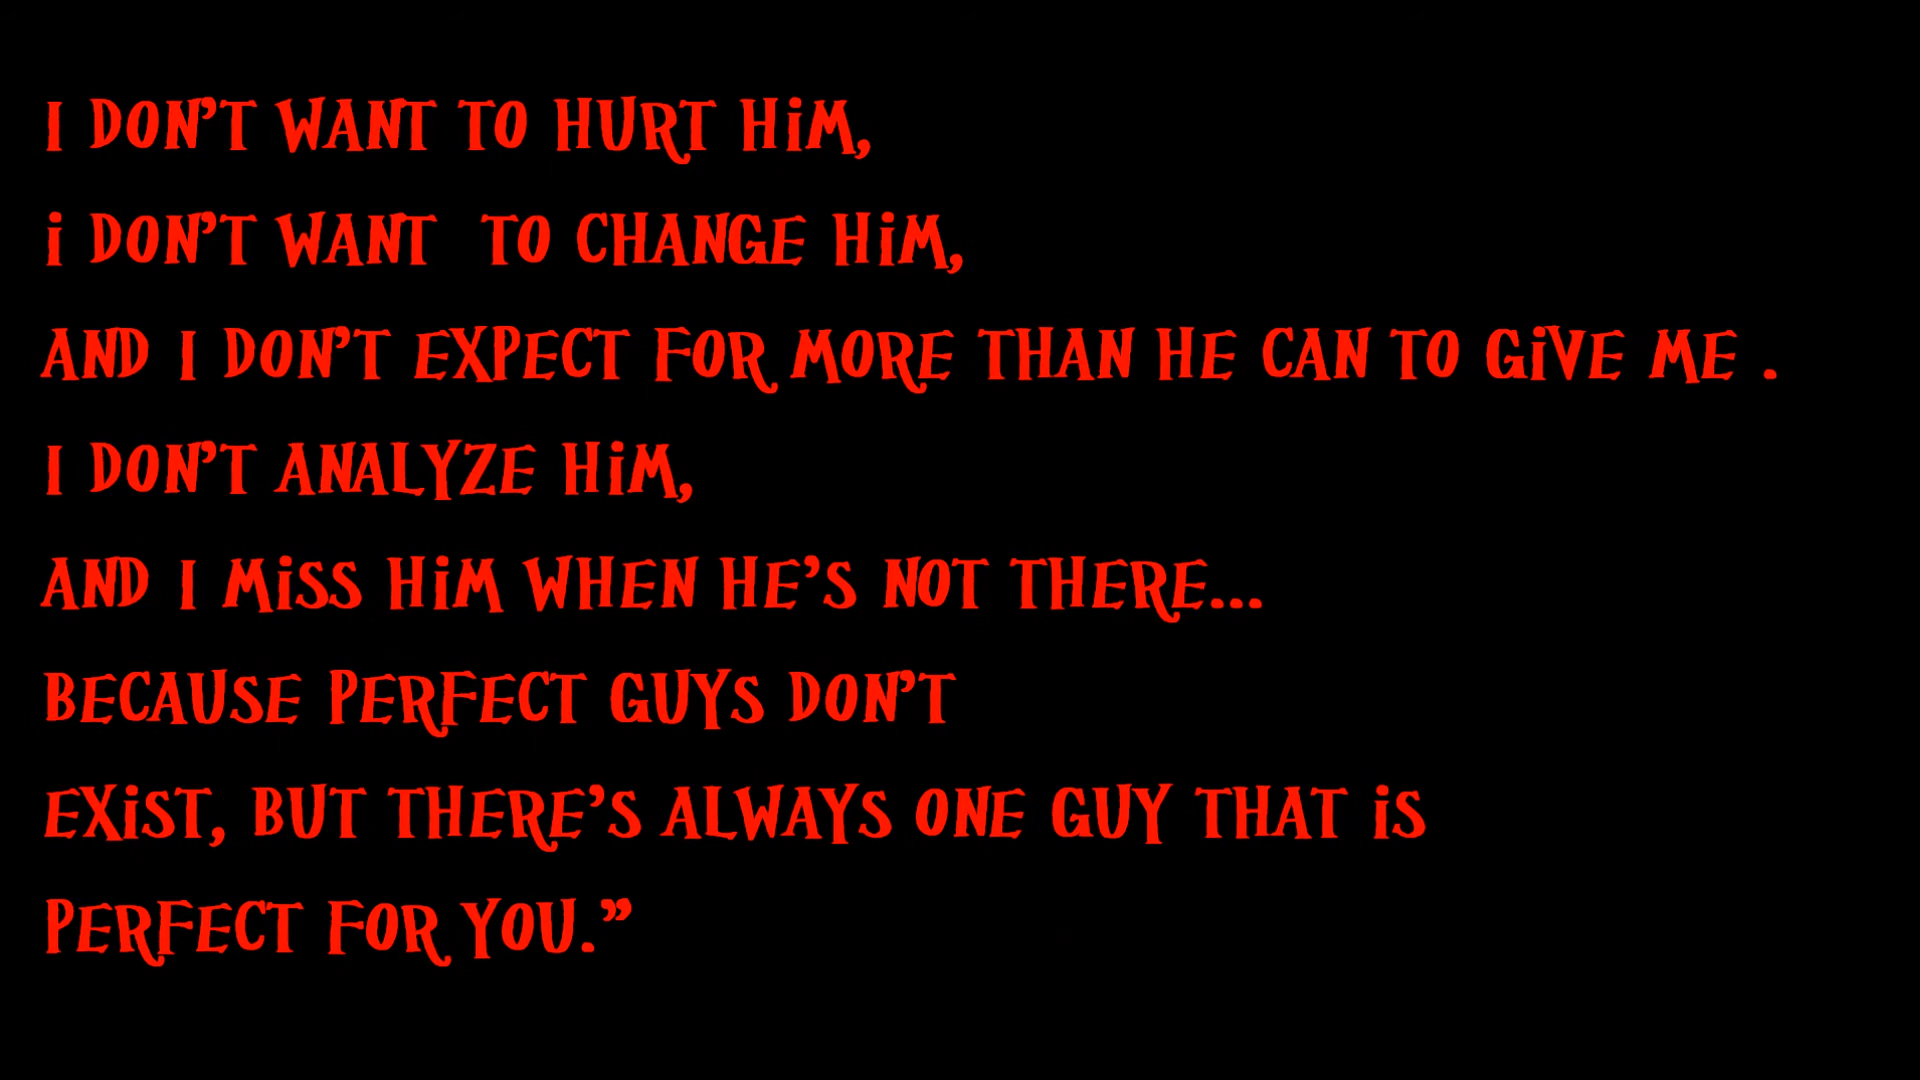 I DON'T WANT TO HURT HiM,
i DON'T WANT  TO CHANGE HiM,
AND I DON'T EXPECT FOR MORE THAN HE CAN TO GiVE ME .
I DON'T ANALYZE HiM,
AND I MiSS HiM WHEN HE'S NOT THERE...
BECAUSE PERFECT GUYS DON'T
EXiST, BUT THERE'S ALWAYS ONE GUY THAT iS
PERFECT FOR YOU.”